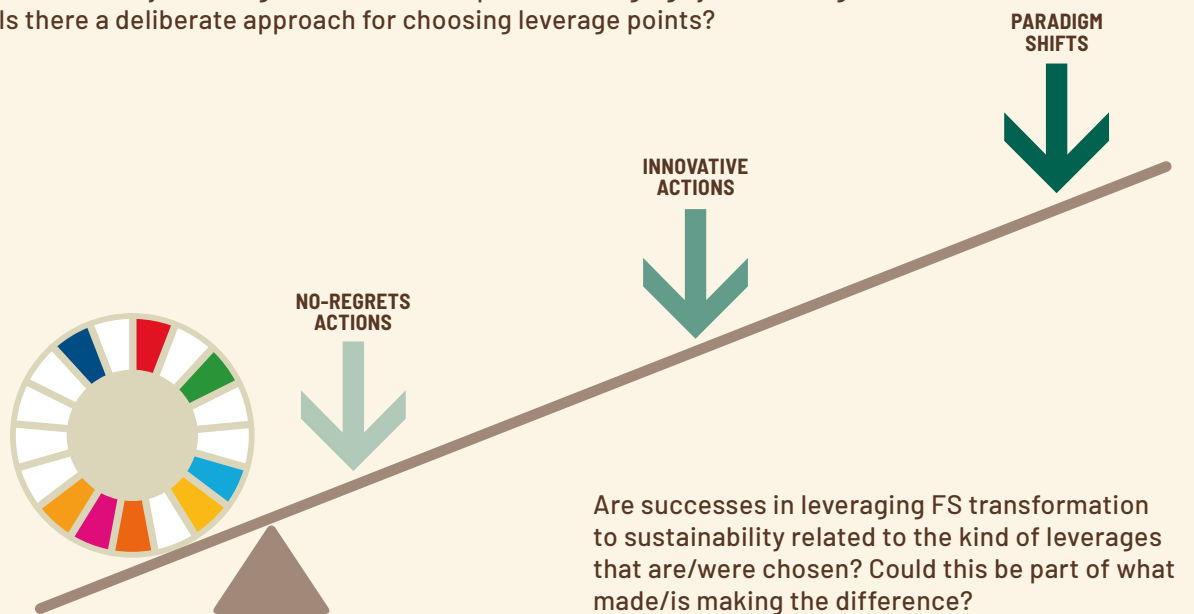 Is there a deliberate approach for choosing leverage points?
PARADIGM
SHIFTS
INNOVATIVE
ACTIONS
NO-REGRETS
ACTIONS
Are successes in leveraging FS transformation
to sustainability related to the kind of leverages
that are/were chosen? Could this be part of what
made/is making the difference?